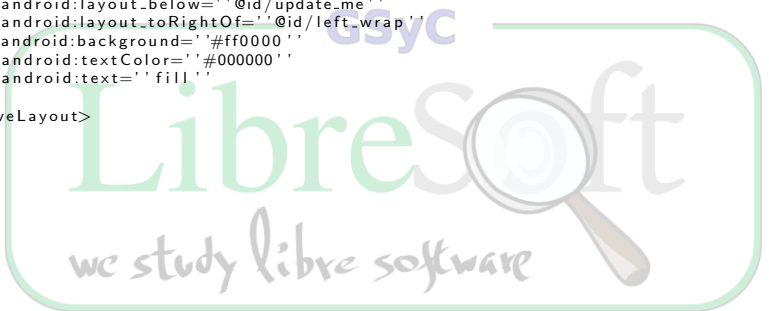 android:layout_below=''@id/update_me''
android:layout_toRightOf=''@id/left_wrap''
android:background=''#ff0000''
android:textColor=''#000000''
android:text=''fill''
GSyC
veLayout>
LibreSoft
we study libre software